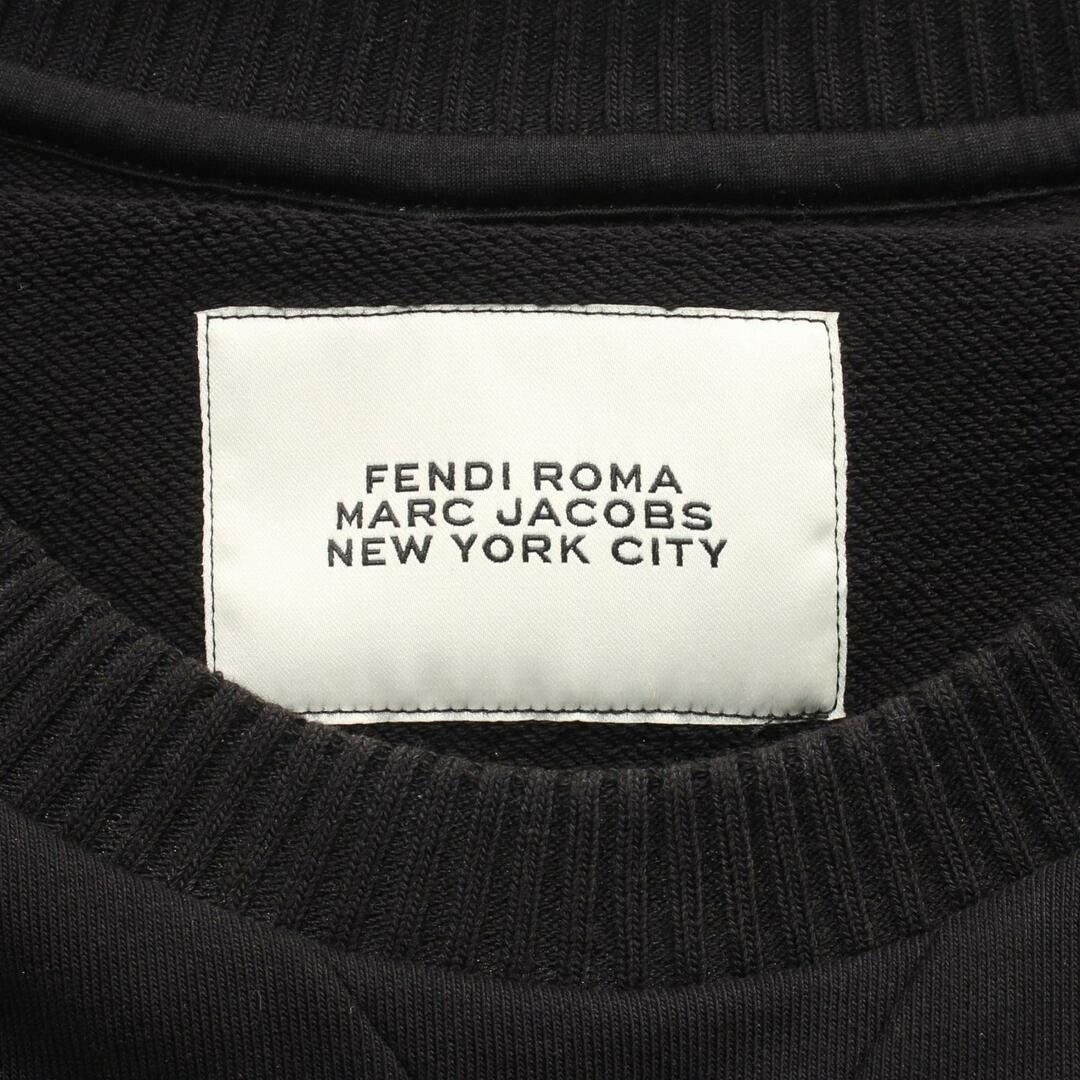 FENDI ROMA
MARC JACOBS
NEW YORK CITY